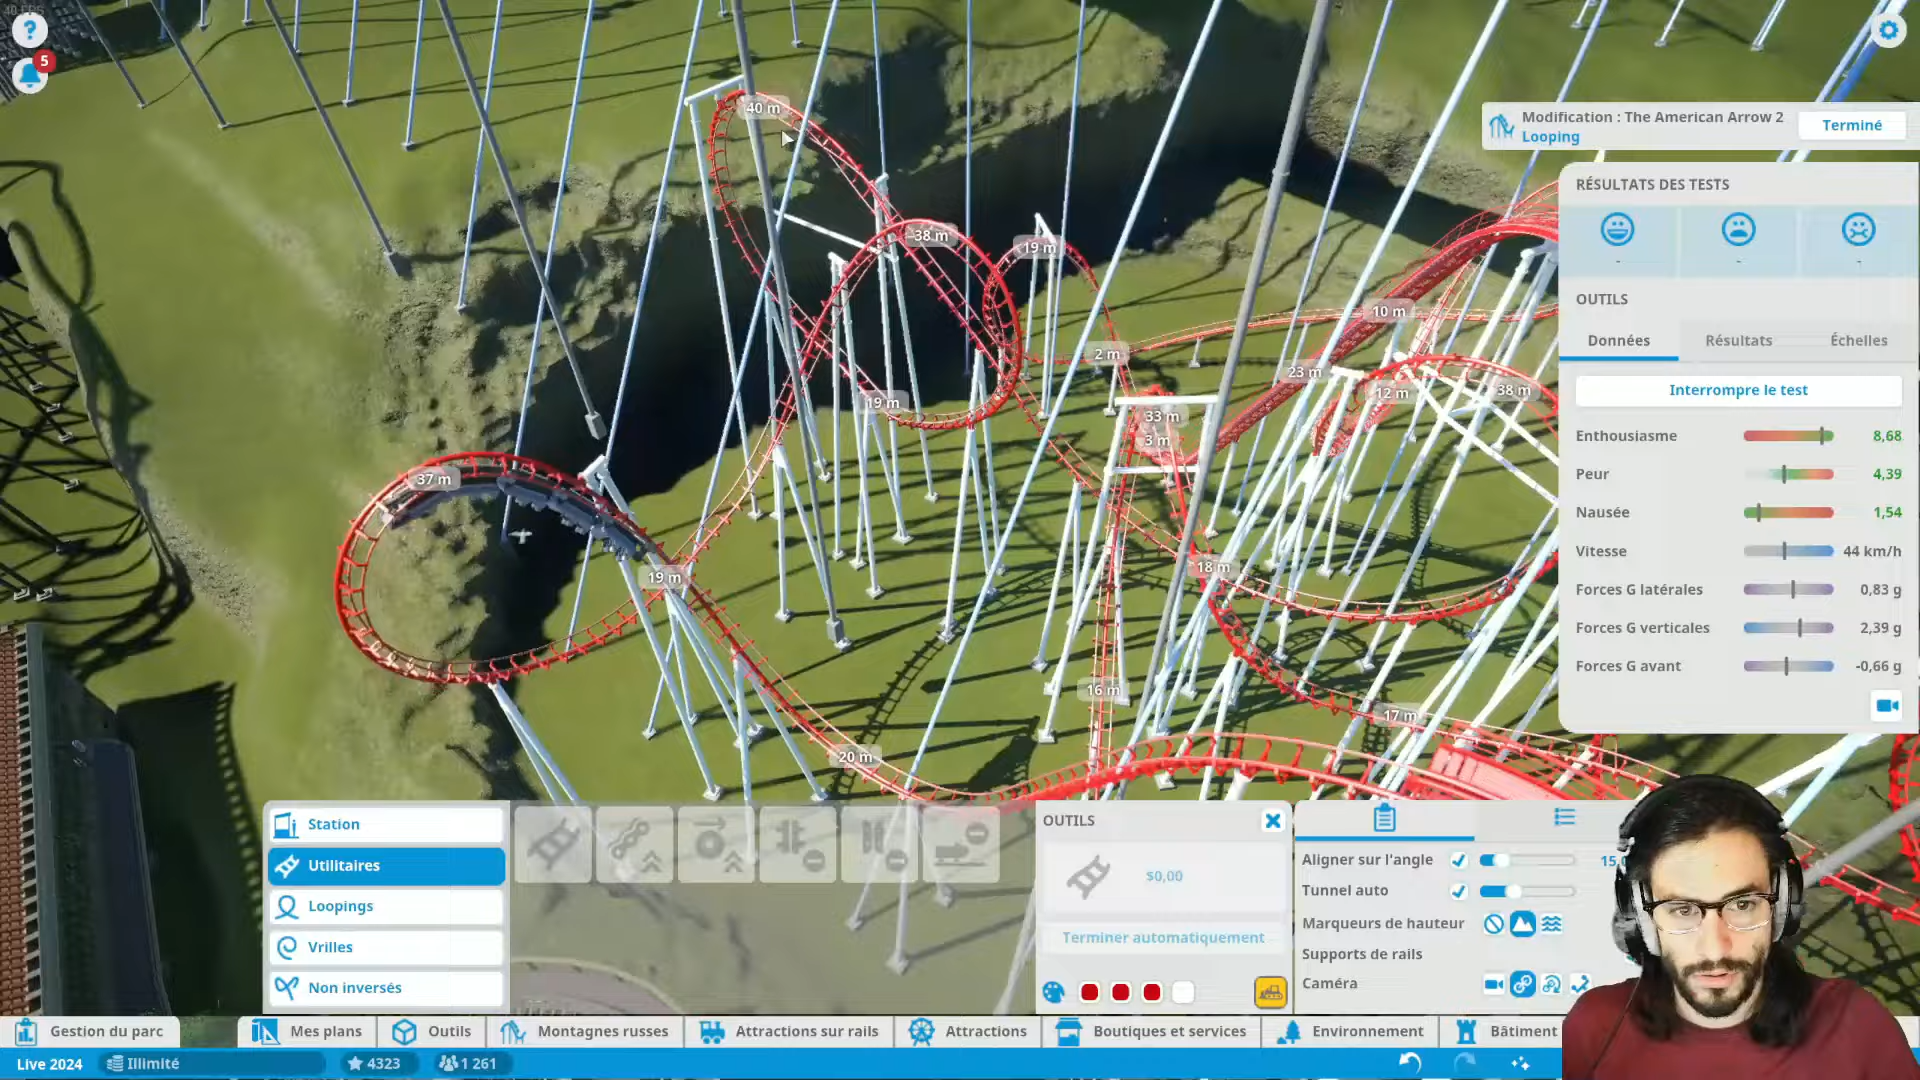 40 FPS
?
5
40 m
38 m
19 m
10 m
2 m
23 m
12 m
38 m
19 m
33 m
3 m
37 m
19 m
18 m
16 m
17 m
20 m
Modification : The American Arrow 2
Looping
Terminé
RÉSULTATS DES TESTS
- - -
OUTILS
Données Résultats Échelles
Interrompre le test
Enthousiasme 8,68
Peur 4,39
Nausée 1,54
Vitesse 44 km/h
Forces G latérales 0,83 g
Forces G verticales 2,39 g
Forces G avant -0,66 g
Station
Utilitaires
Loopings
Vrilles
Non inversés
OUTILS
$0,00
Terminer automatiquement
Aligner sur l'angle
Tunnel auto
Marqueurs de hauteur
Supports de rails
Caméra
Gestion du parc Mes plans Outils Montagnes russes Attractions sur rails Attractions Boutiques et services Environnement Bâtiment
Live 2024 Illimité 4323 1 261